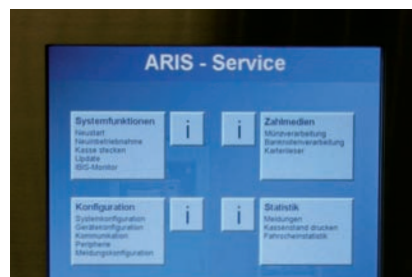 ARIS - Service
Systemfunktionen
Neustart
Neuinbetriebnahme
Kasse stecken
Update
IBIS-Monitor
i
i
Zahlmedien
Münzverarbeitung
Banknotenverarbeitung
Kartenleser
Konfiguration
Systemkonfiguration
Gerätekonfiguration
Kommunikation
Peripherie
Meldungskonfiguration
i
i
Statistik
Meldungen
Kassenstand drucken
Fahrscheinstatistik